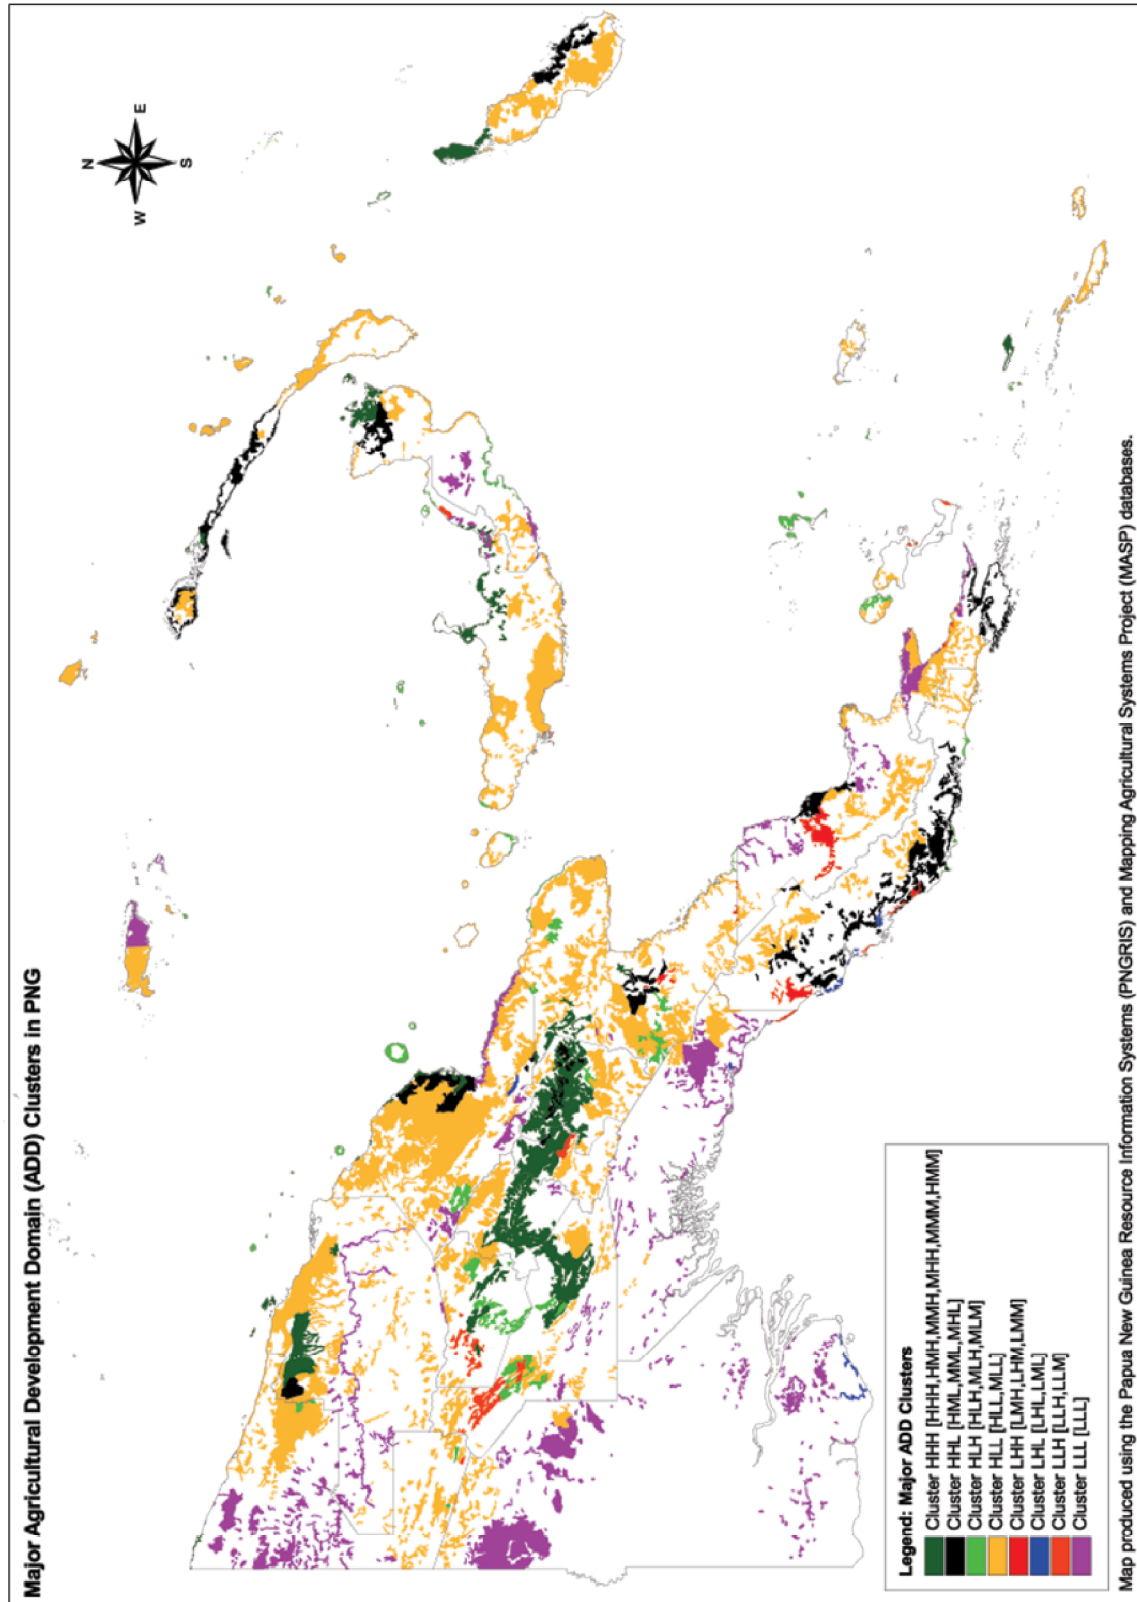 Major Agricultural Development Domain (ADD) Clusters in PNG
N
W
E
S
Legend: Major ADD Clusters
Cluster HHH [HHH,HMH,MMH,MHH,MMM,HMM]
Cluster HHL [HML,MML,MHL]
Cluster HLH [HLH,MLH,MLM]
Cluster HLL [HLL,MLL]
Cluster LHH [LMH,LHM,LMM]
Cluster LHL [LHL,LML]
Cluster LLH [LLH,LLM]
Cluster LLL [LLL]
Map produced using the Papua New Guinea Resource Information Systems (PNGRIS) and Mapping Agricultural Systems Project (MASP) databases.